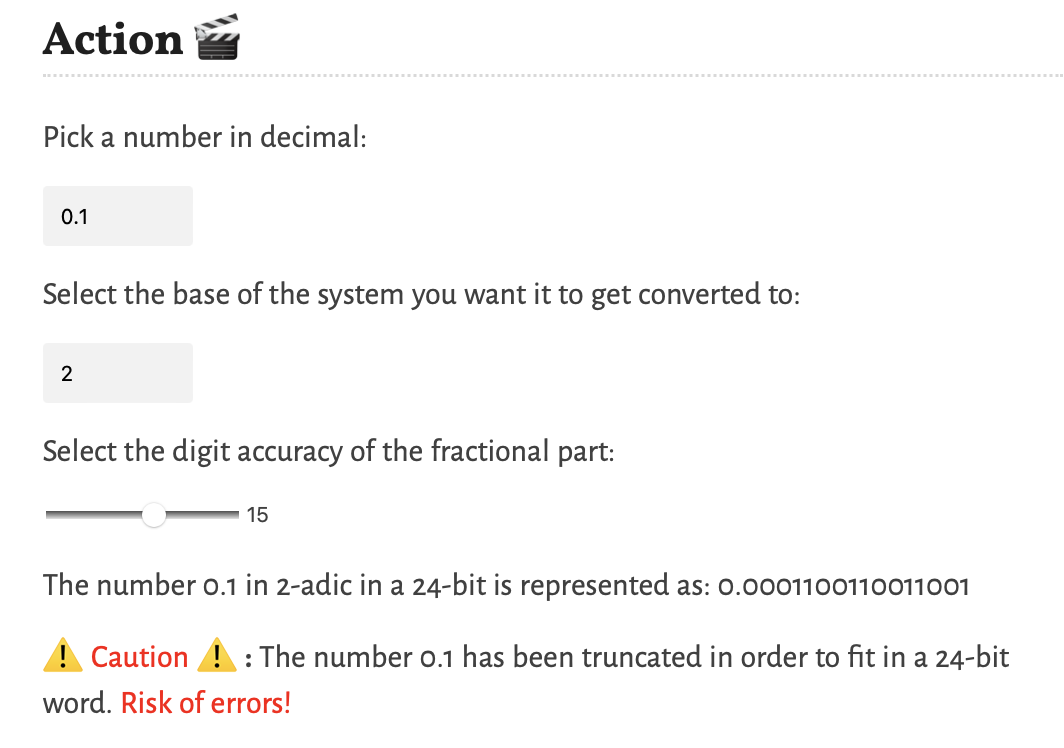 Action 🎬
Pick a number in decimal:
0.1
Select the base of the system you want it to get converted to:
2
Select the digit accuracy of the fractional part:
15
The number 0.1 in 2-adic in a 24-bit is represented as: 0.0001100110011001
⚠️ Caution ⚠️ : The number 0.1 has been truncated in order to fit in a 24-bit
word. Risk of errors!